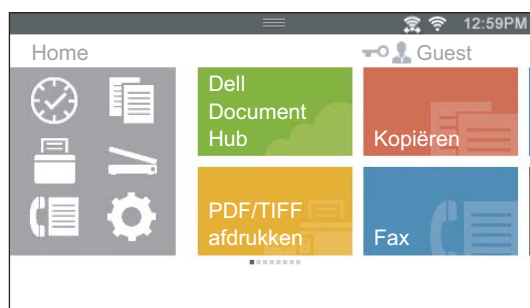 12:59PM
Home
Guest
Dell
Document
Hub
Kopiëren
PDF/TIFF
afdrukken
Fax